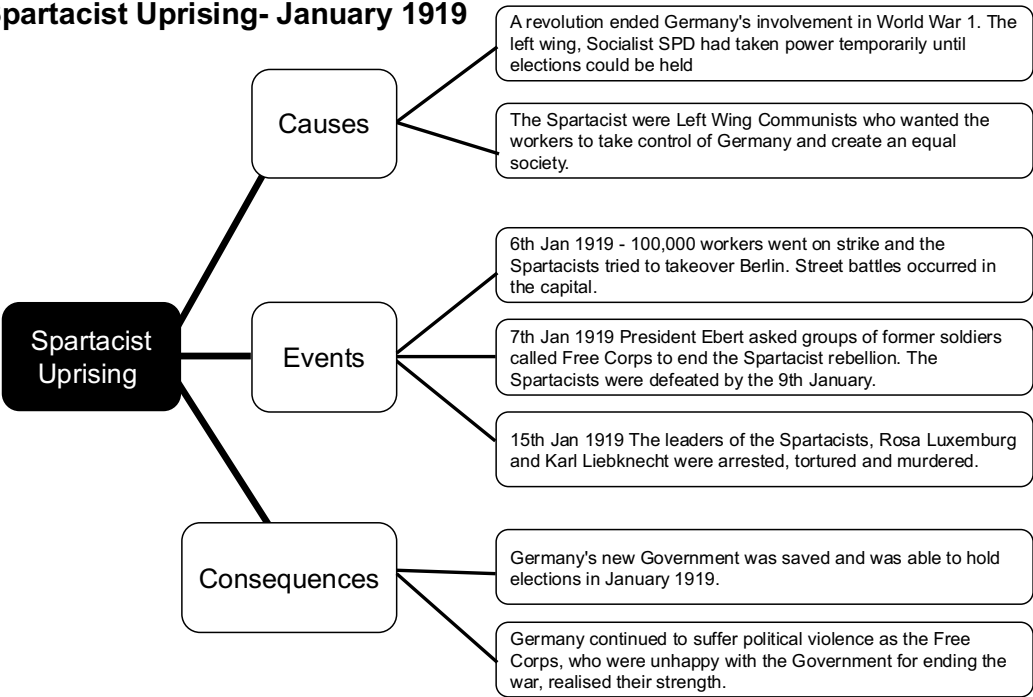 Spartacist Uprising- January 1919
A revolution ended Germany's involvement in World War 1. The
left wing, Socialist SPD had taken power temporarily until
elections could be held
Causes
The Spartacist were Left Wing Communists who wanted the
workers to take control of Germany and create an equal
society.
6th Jan 1919 - 100,000 workers went on strike and the
Spartacists tried to takeover Berlin. Street battles occurred in
the capital.
Spartacist
Uprising
Events
7th Jan 1919 President Ebert asked groups of former soldiers
called Free Corps to end the Spartacist rebellion. The
Spartacists were defeated by the 9th January.
15th Jan 1919 The leaders of the Spartacists, Rosa Luxemburg
and Karl Liebknecht were arrested, tortured and murdered.
Consequences
Germany's new Government was saved and was able to hold
elections in January 1919.
Germany continued to suffer political violence as the Free
Corps, who were unhappy with the Government for ending the
war, realised their strength.